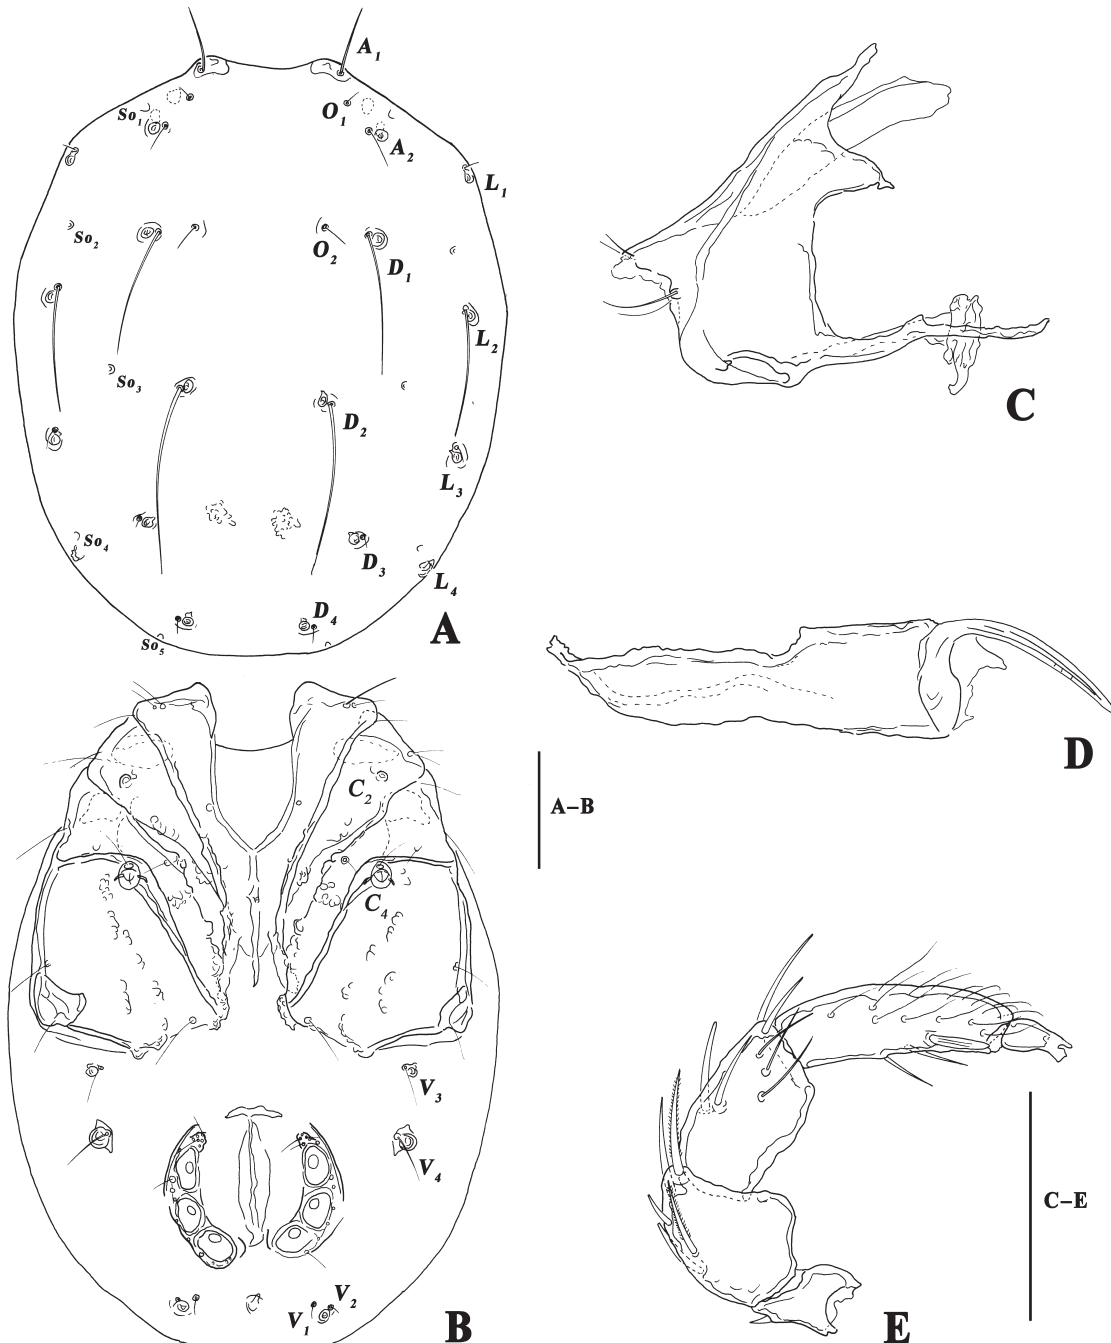 A₁
So₁
O₁
A₂
L₁
So₂
O₂
D₁
L₂
So₃
D₂
L₃
So₄
D₃
L₄
D₄
So₅
A
C
D
A–B
C₂
C₄
V₃
V₄
V₂
V₁
B
C–E
E